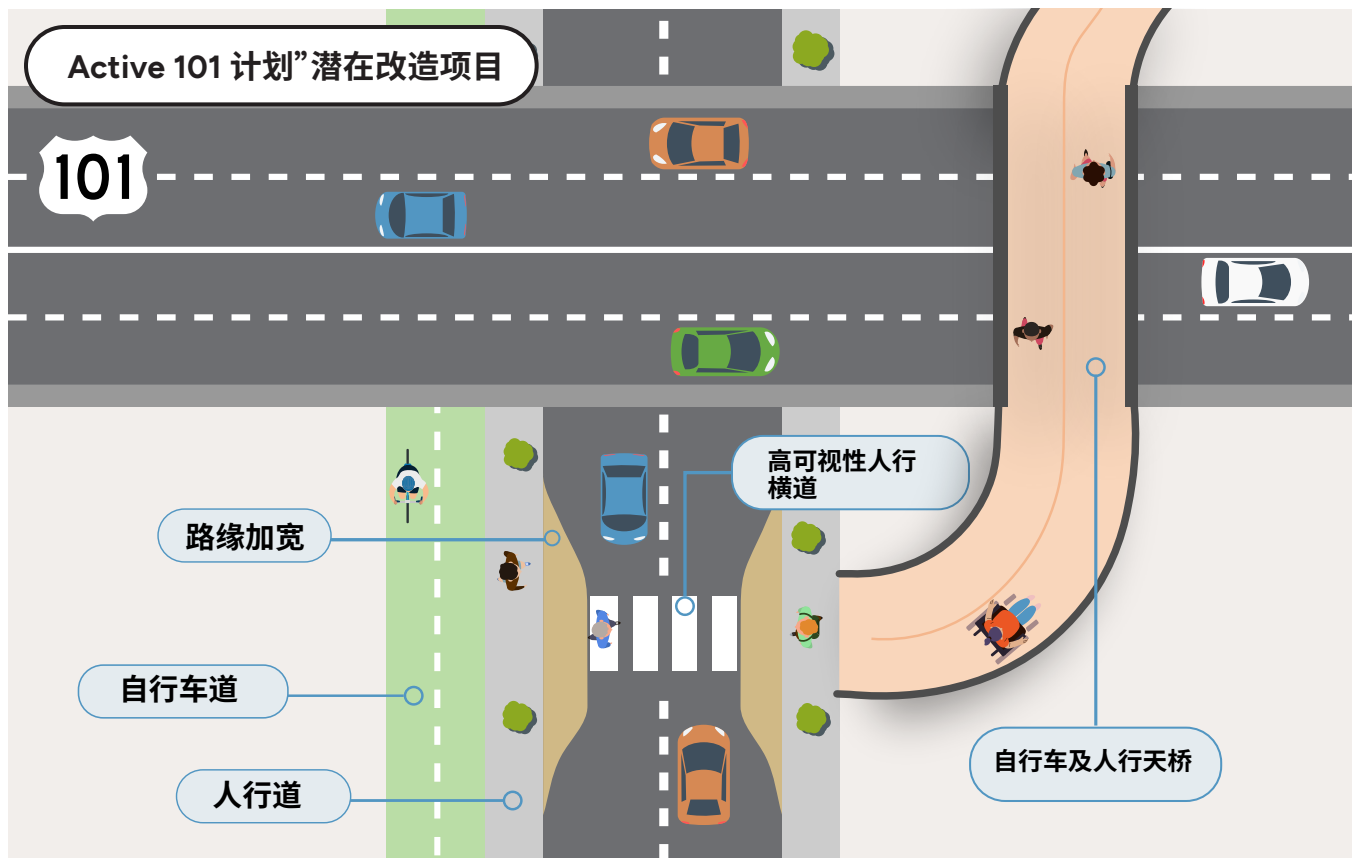 Active 101 计划”潜在改造项目
101
高可视性人行
横道
路缘加宽
自行车道
自行车及人行天桥
人行道